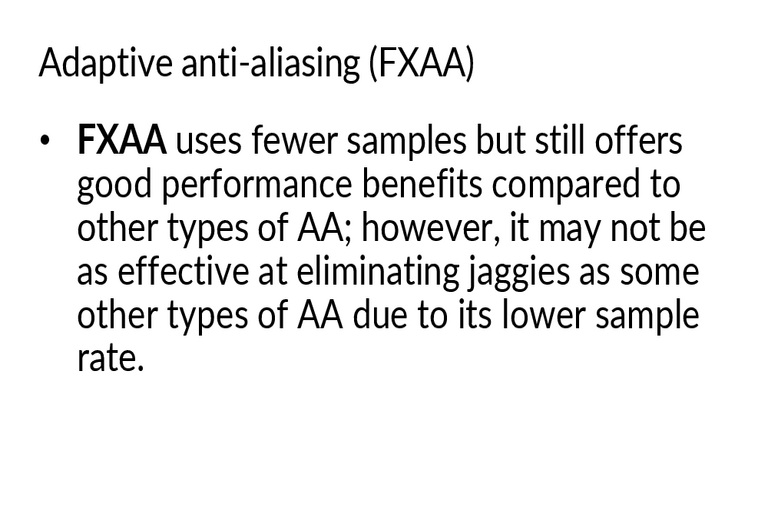 Adaptive anti-aliasing (FXAA)
• FXAA uses fewer samples but still offers
good performance benefits compared to
other types of AA; however, it may not be
as effective at eliminating jaggies as some
other types of AA due to its lower sample
rate.